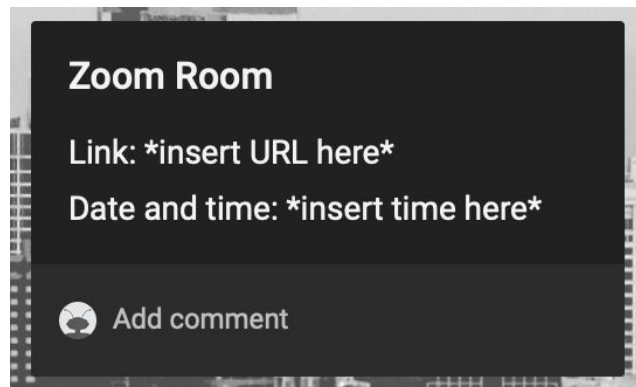 Zoom Room
Link: *insert URL here*
Date and time: *insert time here*
Add comment